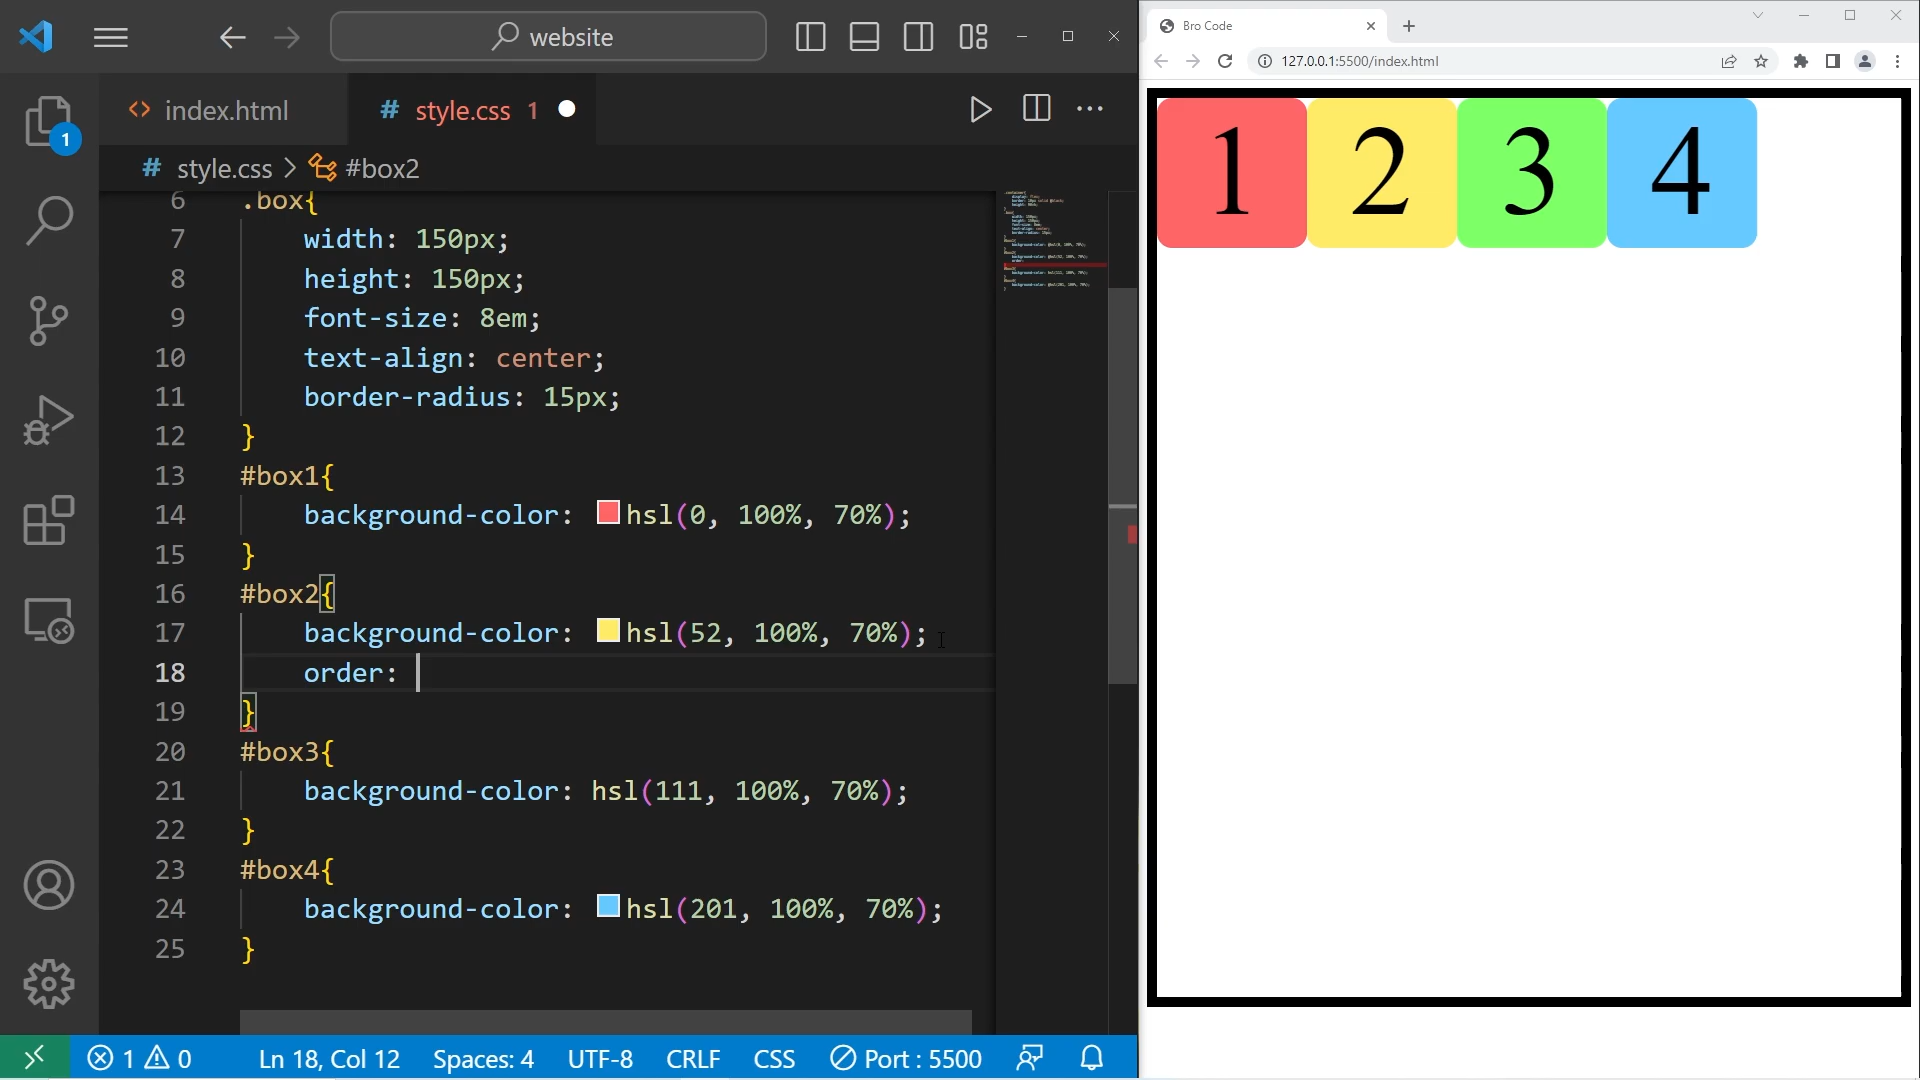 website
index.html
style.css 1
style.css > #box2
6 .box{
7 width: 150px;
8 height: 150px;
9 font-size: 8em;
10 text-align: center;
11 border-radius: 15px;
12 }
13 #box1{
14 background-color: hsl(0, 100%, 70%);
15 }
16 #box2{
17 background-color: hsl(52, 100%, 70%);
18 order:
19 }
20 #box3{
21 background-color: hsl(111, 100%, 70%);
22 }
23 #box4{
24 background-color: hsl(201, 100%, 70%);
25 }
1
1 0 Ln 18, Col 12 Spaces: 4 UTF-8 CRLF CSS Port : 5500
Bro Code
127.0.0.1:5500/index.html
1 2 3 4